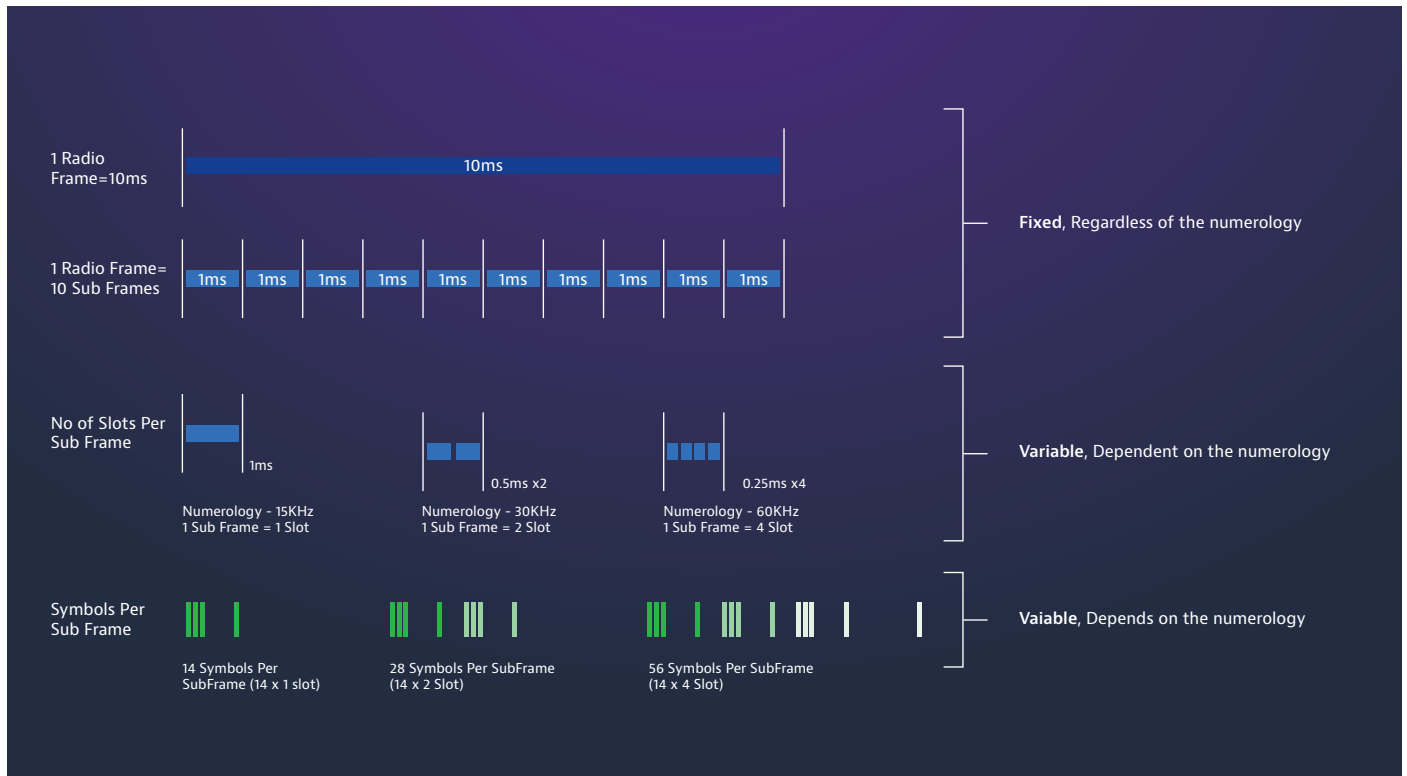 1 Radio
Frame=10ms
10ms
Fixed, Regardless of the numerology
1 Radio Frame=
10 Sub Frames
1ms
1ms
1ms
1ms
1ms
1ms
1ms
1ms
1ms
1ms
No of Slots Per
Sub Frame
1ms
0.5ms x2
0.25ms x4
Variable, Dependent on the numerology
Numerology - 15KHz
1 Sub Frame = 1 Slot
Numerology - 30KHz
1 Sub Frame = 2 Slot
Numerology - 60KHz
1 Sub Frame = 4 Slot
Symbols Per
Sub Frame
Vaiable, Depends on the numerology
14 Symbols Per
SubFrame (14 x 1 slot)
28 Symbols Per SubFrame
(14 x 2 Slot)
56 Symbols Per SubFrame
(14 x 4 Slot)